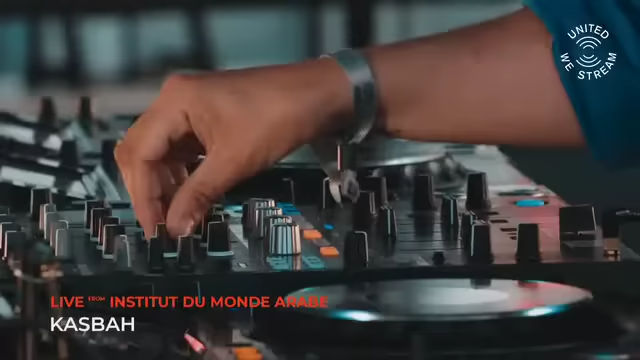 UNITED
WE STREAM
LIVE FROM INSTITUT DU MONDE ARABE
KASBAH